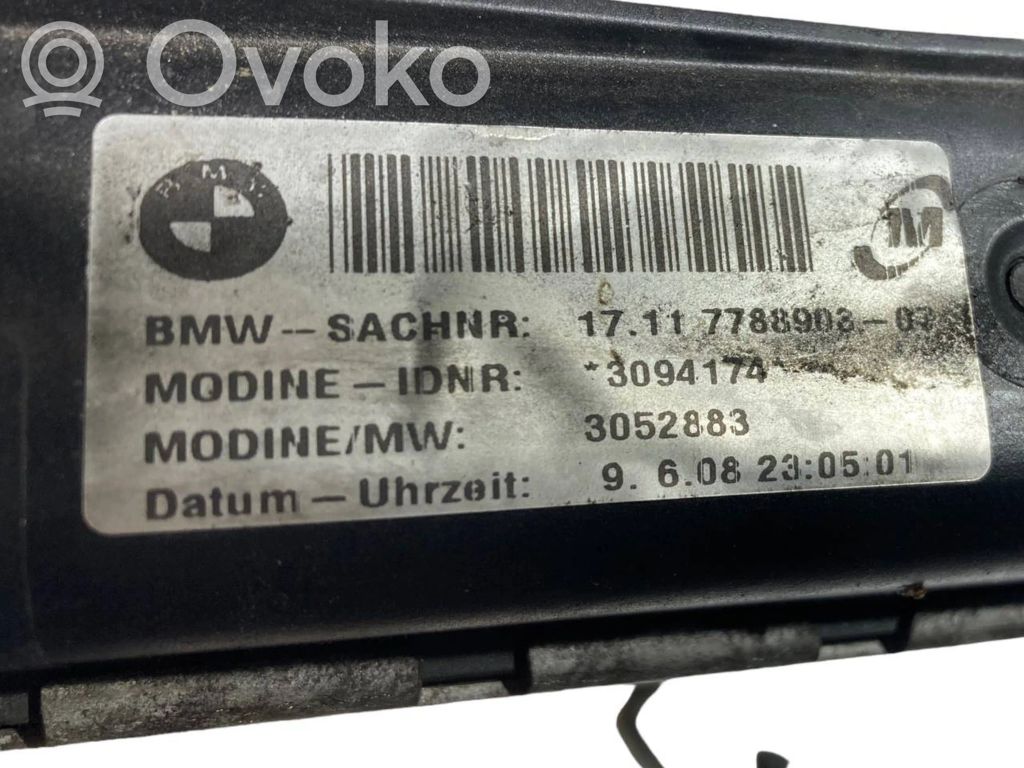 Ovoko
BMW
BMW--SACHNR: 17.11 7788903-07
MODINE-IDNR: *3094174*
MODINE/MW: 3052883
Datum-Uhrzeit: 9. 6.08 23:05:01